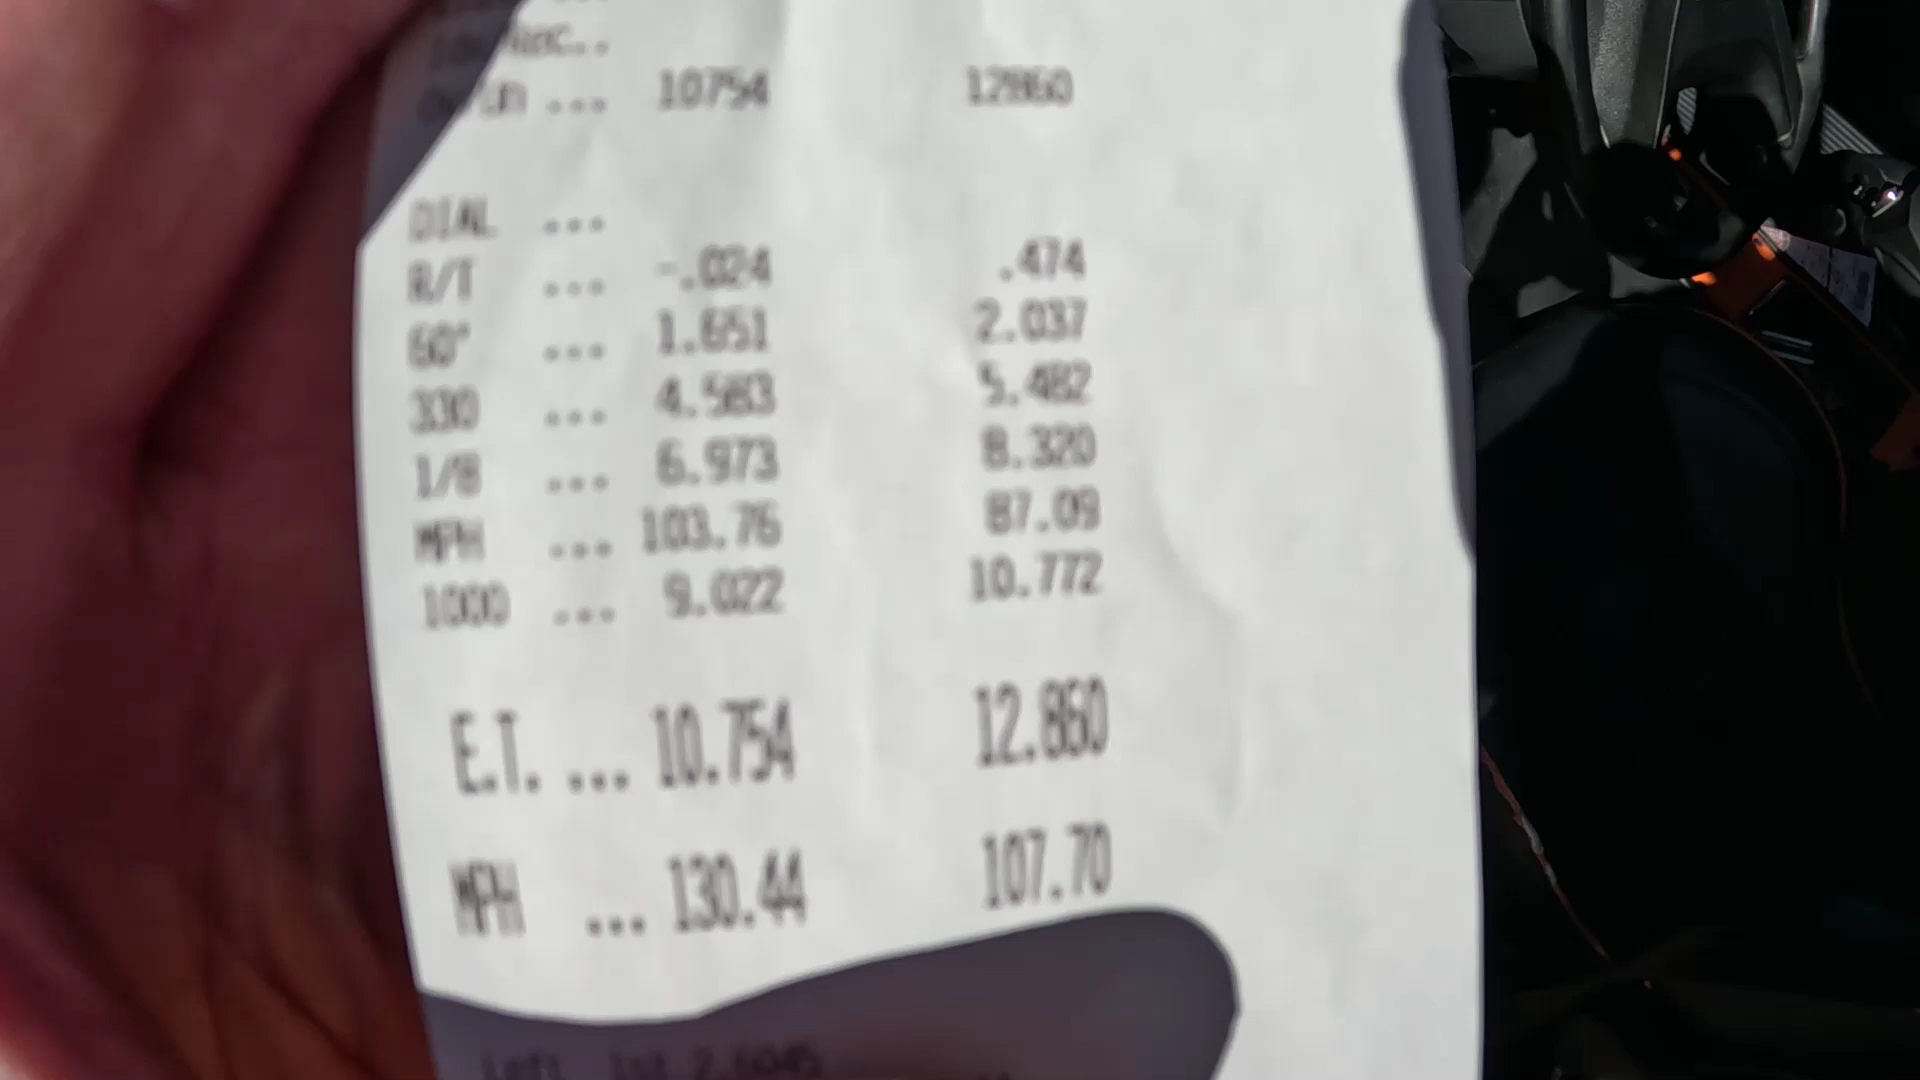 10754 12860
DIAL ...
R/T ... -.024 .474
60' ... 1.651 2.037
330 ... 4.583 5.482
1/8 ... 6.973 8.320
MPH ... 103.76 87.09
1000 ... 9.022 10.772
E.T. ... 10.754 12.860
MPH ... 130.44 107.70
Left 1st